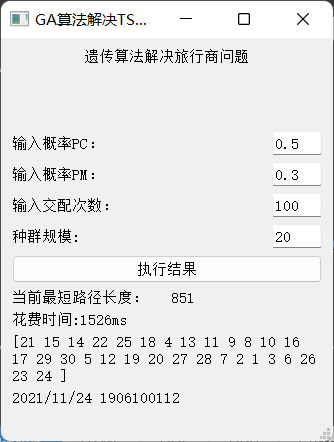 GA算法解决TS...
遗传算法解决旅行商问题
输入概率PC: 0.5
输入概率PM: 0.3
输入交配次数: 100
种群规模: 20
执行结果
当前最短路径长度: 851
花费时间:1526ms
[21 15 14 22 25 18 4 13 11 9 8 10 16
17 29 30 5 12 19 20 27 28 7 2 1 3 6 26
23 24 ]
2021/11/24 1906100112